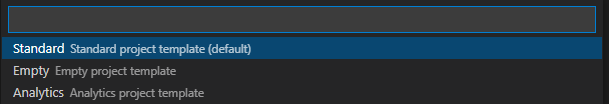 Standard Standard project template (default)
Empty Empty project template
Analytics Analytics project template